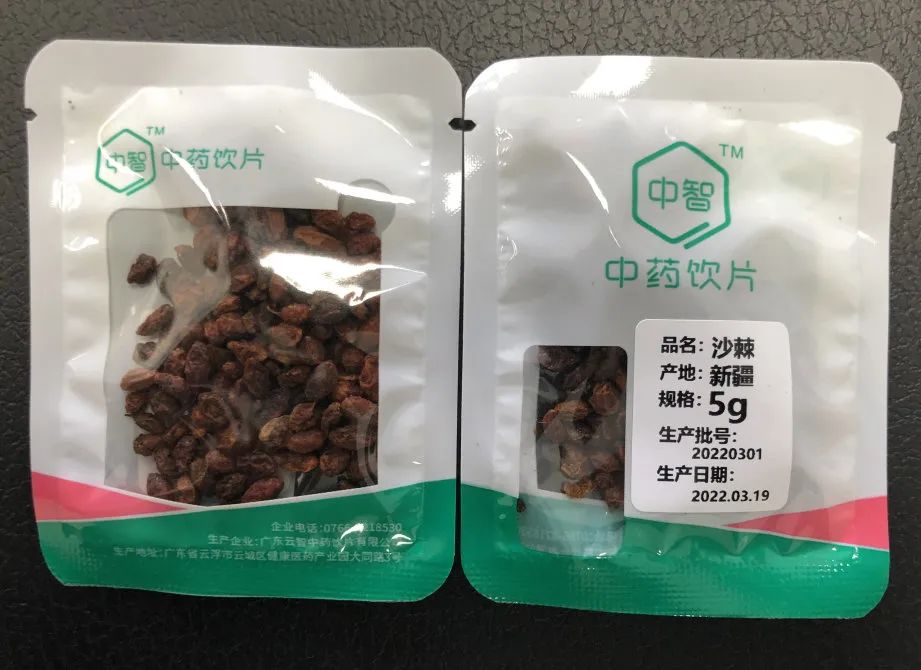 中智
TM
中药饮片
企业电话:0766
218530
生产企业:广东云智中药饮片有限公
生产地址:广东省云浮市云城区健康医药产业园大同路3号
中智
TM
中药饮片
品名:沙棘
产地:新疆
规格:5g
生产批号:
20220301
生产日期:
2022.03.19